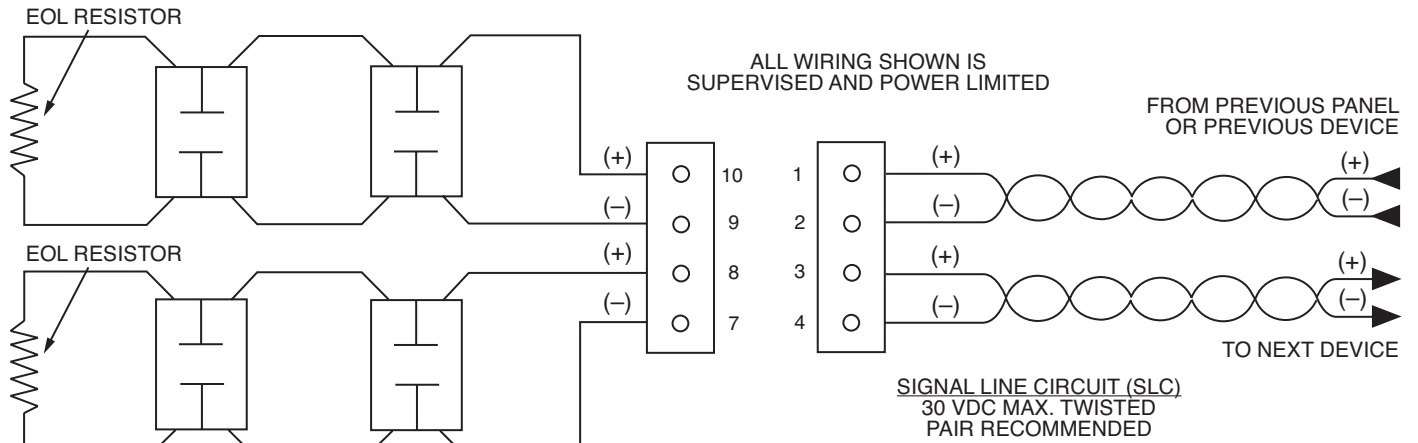 EOL RESISTOR
ALL WIRING SHOWN IS
SUPERVISED AND POWER LIMITED
FROM PREVIOUS PANEL
OR PREVIOUS DEVICE
(+) 10 1 (+) (+)
(–) 9 2 (–) (–)
EOL RESISTOR
(+) 8 3 (+) (+)
(–) 7 4 (–) (–)
TO NEXT DEVICE
SIGNAL LINE CIRCUIT (SLC)
30 VDC MAX. TWISTED
PAIR RECOMMENDED